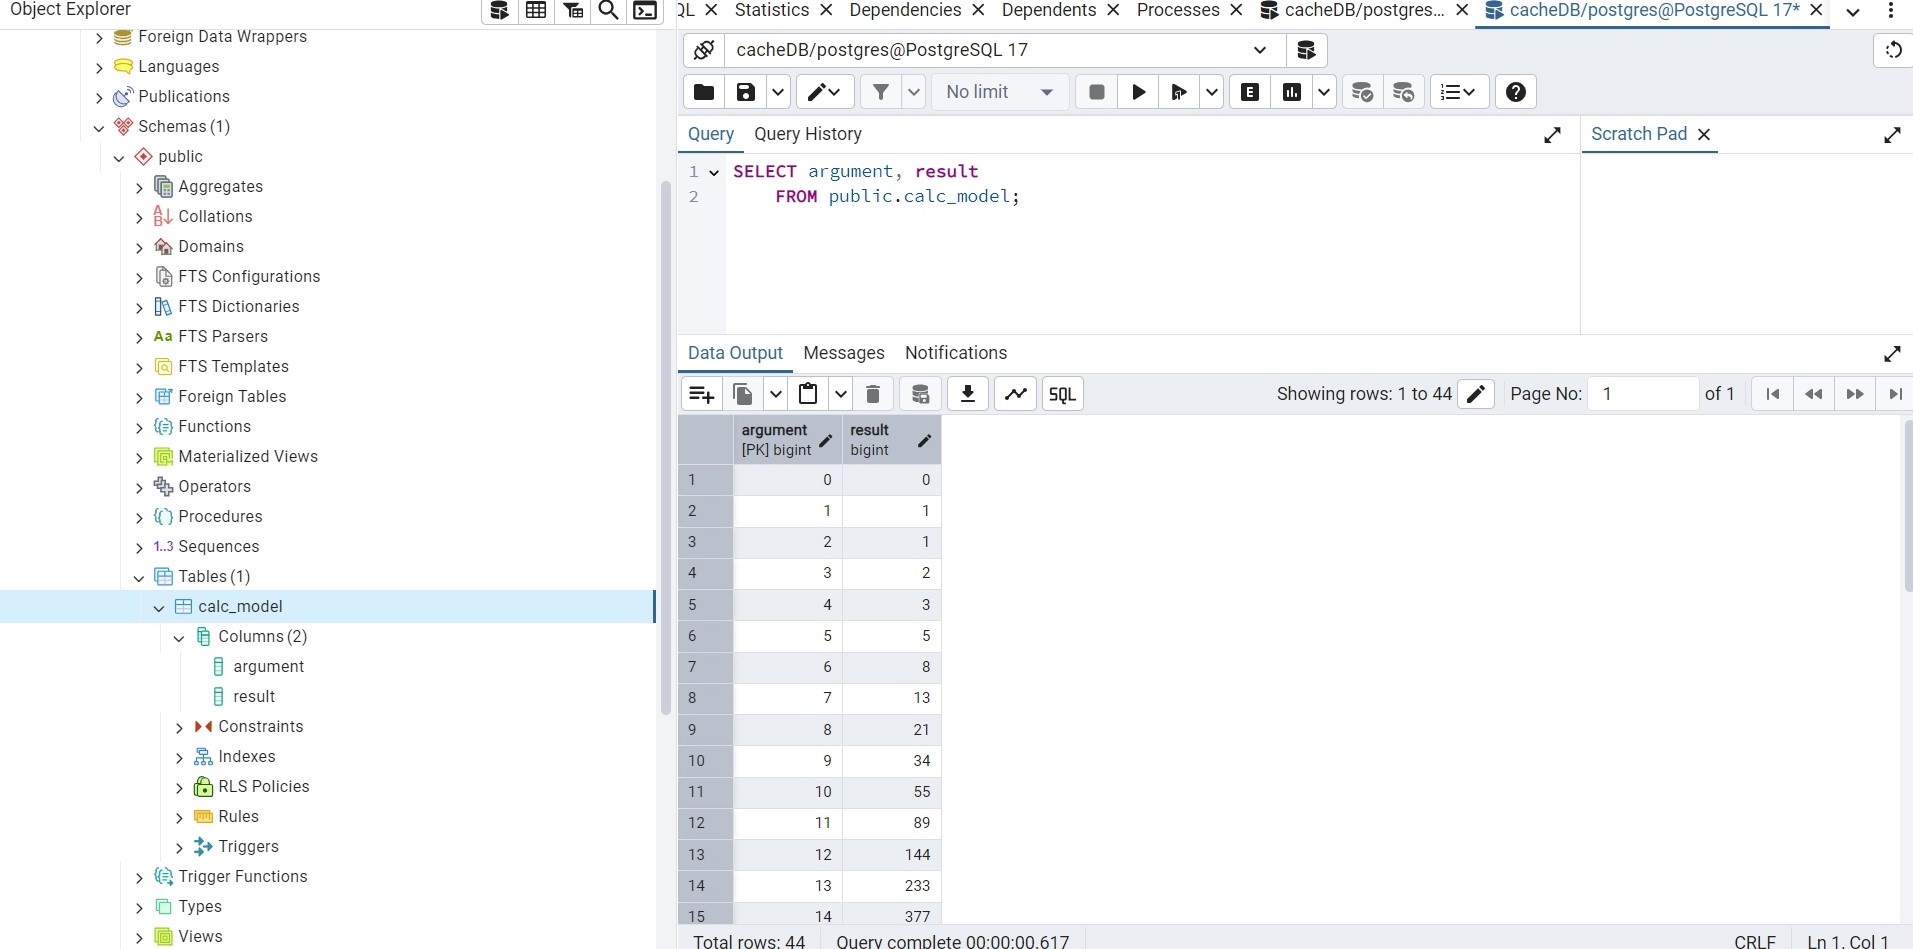 Object Explorer
Foreign Data Wrappers
Languages
Publications
Schemas (1)
public
Aggregates
Collations
Domains
FTS Configurations
FTS Dictionaries
Aa FTS Parsers
FTS Templates
Foreign Tables
Functions
Materialized Views
Operators
Procedures
1..3 Sequences
Tables (1)
calc_model
Columns (2)
argument
result
Constraints
Indexes
RLS Policies
Rules
Triggers
Trigger Functions
Types
Views
QL Statistics Dependencies Dependents Processes cacheDB/postgres... cacheDB/postgres@PostgreSQL 17*
cacheDB/postgres@PostgreSQL 17
No limit E
Query Query History Scratch Pad
1 SELECT argument, result
2 FROM public.calc_model;
Data Output Messages Notifications
SQL Showing rows: 1 to 44 Page No: 1 of 1
argument result
[PK] bigint bigint
1 0 0
2 1 1
3 2 1
4 3 2
5 4 3
6 5 5
7 6 8
8 7 13
9 8 21
10 9 34
11 10 55
12 11 89
13 12 144
14 13 233
15 14 377
Total rows: 44 Query complete 00:00:00.617 CRLF Ln 1, Col 1